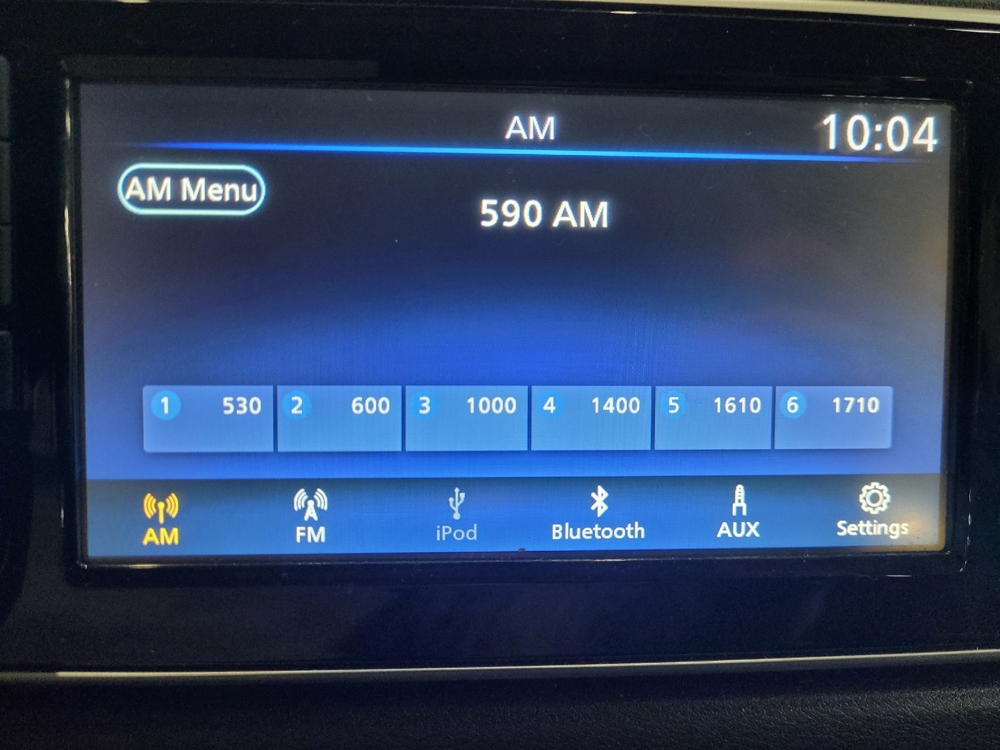 AM
10:04
AM Menu
590 AM
1 530 2 600 3 1000 4 1400 5 1610 6 1710
AM FM iPod Bluetooth AUX Settings